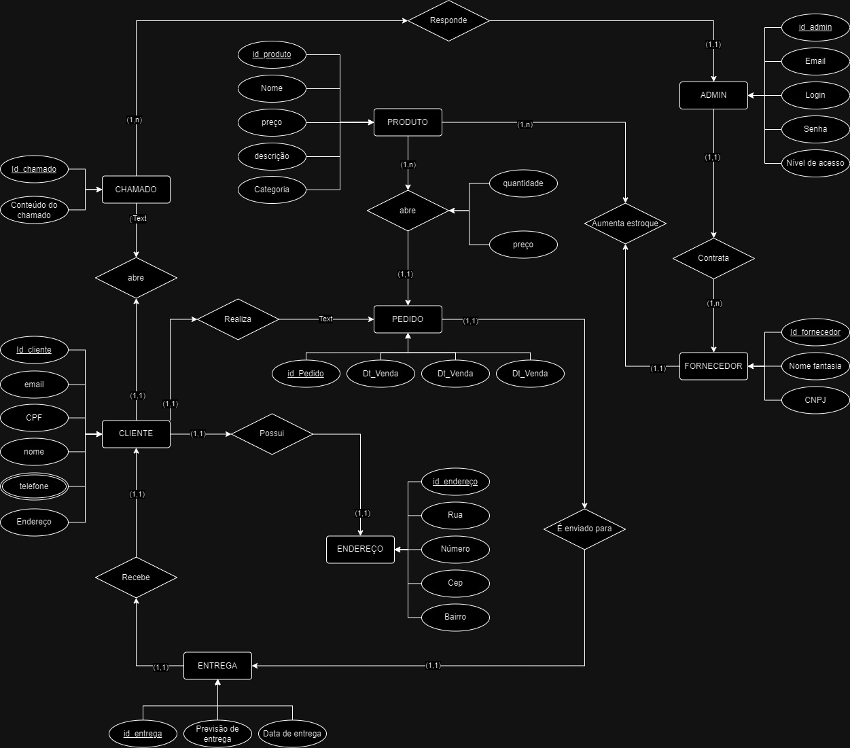 Responde
id_admin
(1,1)
id_produto
Email
Nome
ADMIN
Login
(1,n)
preço
PRODUTO
(1,n)
Senha
descrição
(1,1)
(1,n)
Nível de acesso
Id_chamado
quantidade
Categoria
CHAMADO
Conteúdo do
chamado
abre
(Text
Aumenta estroque
preço
Contrata
abre
(1,1)
(1,n)
Realiza
Text
PEDIDO
(1,1)
Id_fornecedor
Id_cliente
FORNECEDOR
Nome fantasia
(1,1)
id_Pedido
Dt_Venda
Dt_Venda
Dt_Venda
email
(1,1)
(1,1)
CNPJ
CPF
CLIENTE
(1,1)
Possui
nome
id_endereço
telefone
(1,1)
(1,1)
Rua
Endereço
É enviado para
ENDEREÇO
Número
Recebe
Cep
Bairro
(1,1)
ENTREGA
(1,1)
id_entrega
Previsão de
entrega
Data de entrega